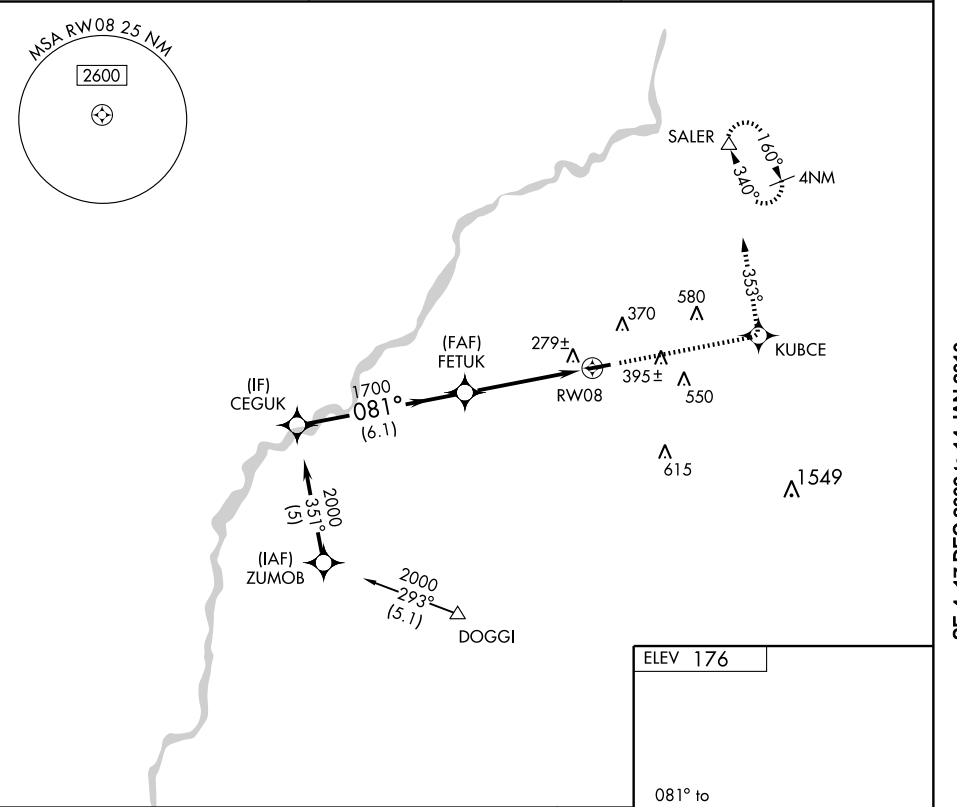 MSA RW08 25 NM
2600
SALER
160°
340°
4NM
353°
580
370
279±
(FAF)
FETUK
KUBCE
395±
RW08
550
(IF)
CEGUK
1700
081°
(6.1)
615
1549
2000
351°
(5)
(IAF)
ZUMOB
2000
293°
(5.1)
DOGGI
ELEV 176
081° to